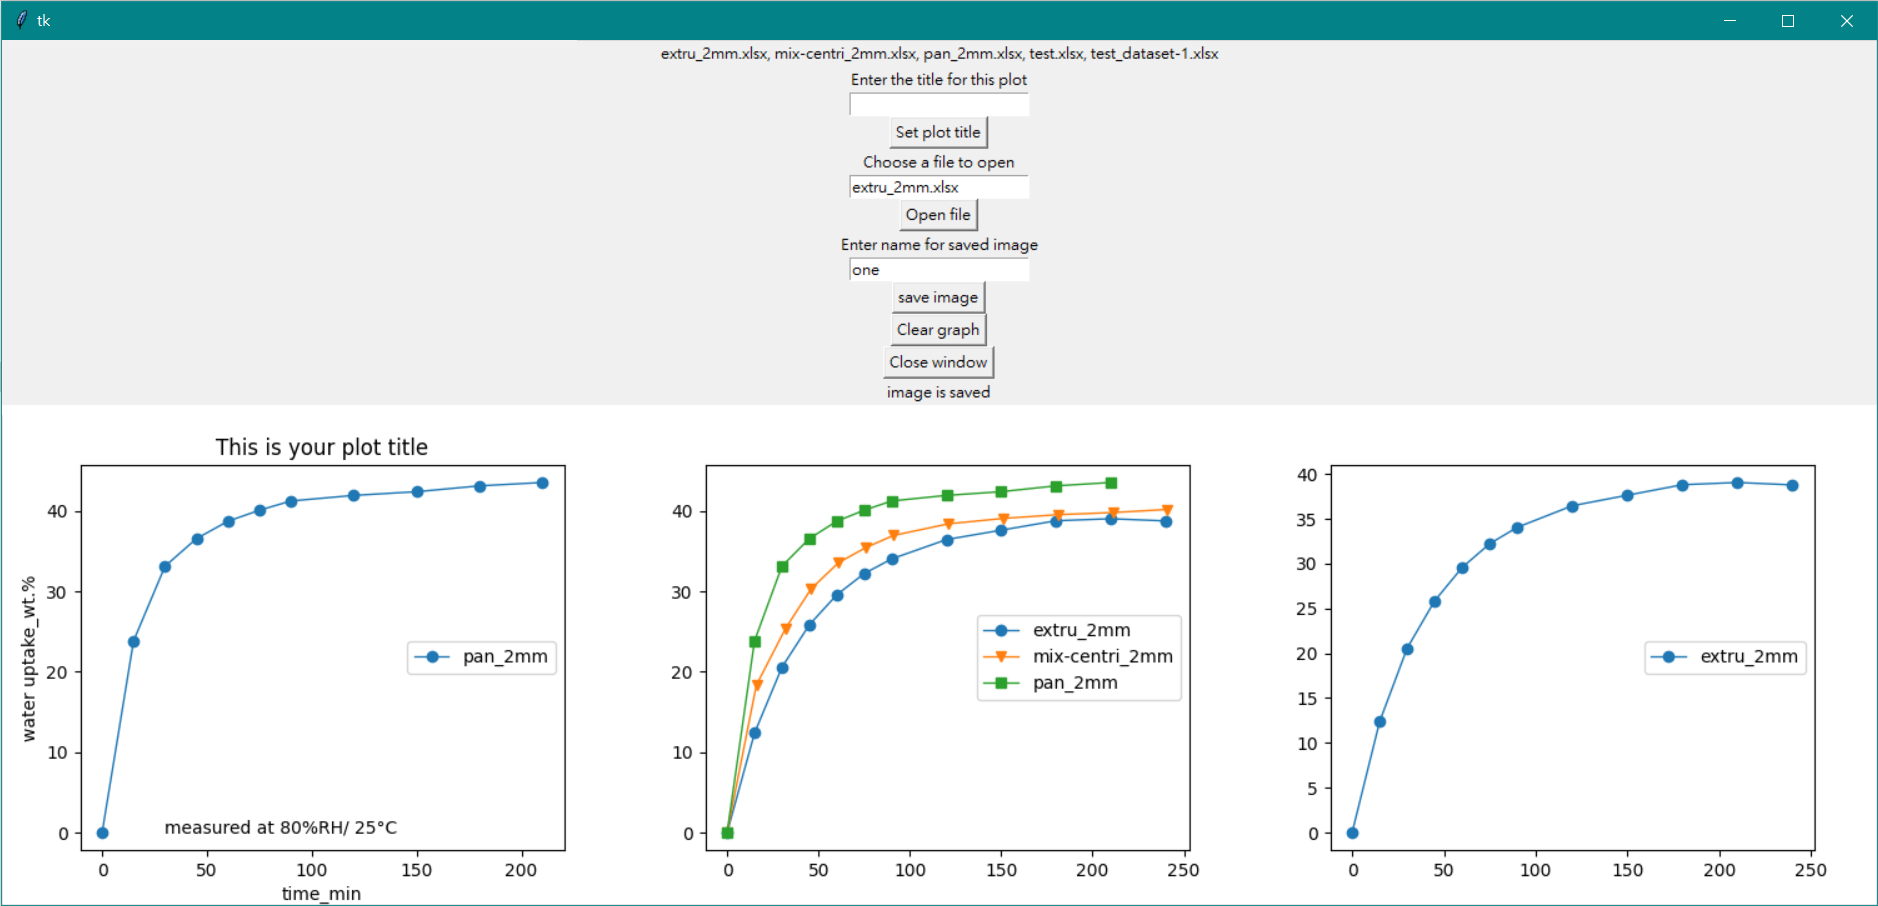 tk
extru_2mm.xlsx, mix-centri_2mm.xlsx, pan_2mm.xlsx, test.xlsx, test_dataset-1.xlsx
Enter the title for this plot
Set plot title
Choose a file to open
extru_2mm.xlsx
Open file
Enter name for saved image
one
save image
Clear graph
Close window
image is saved
This is your plot title
water uptake_wt.%
40
30
20
10
0
pan_2mm
measured at 80%RH/ 25°C
0 50 100 150 200
time_min
40
30
20
10
0
extru_2mm
mix-centri_2mm
pan_2mm
0 50 100 150 200 250
40
35
30
25
20
15
10
5
0
extru_2mm
0 50 100 150 200 250